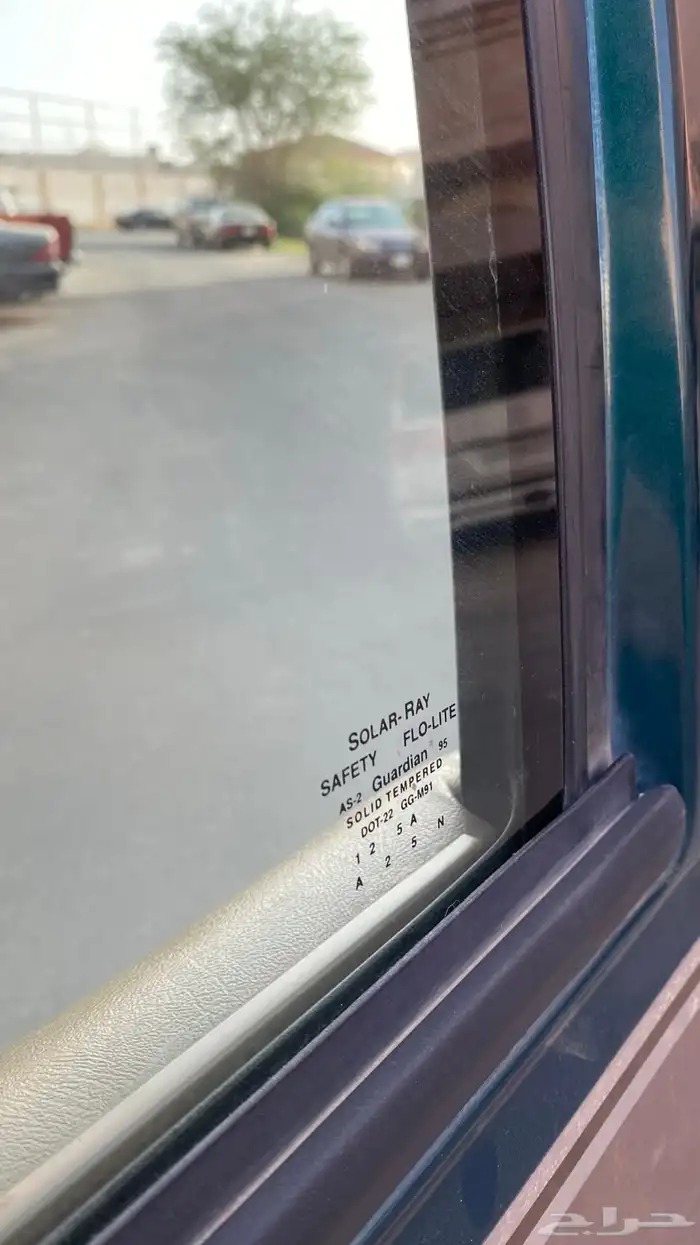 SOLAR-RAY
SAFETY FLO-LITE
AS-2 Guardian 95
SOLID TEMPERED
DOT-22 GG-M91
1 2 5 A
A 2 5 N
حراج